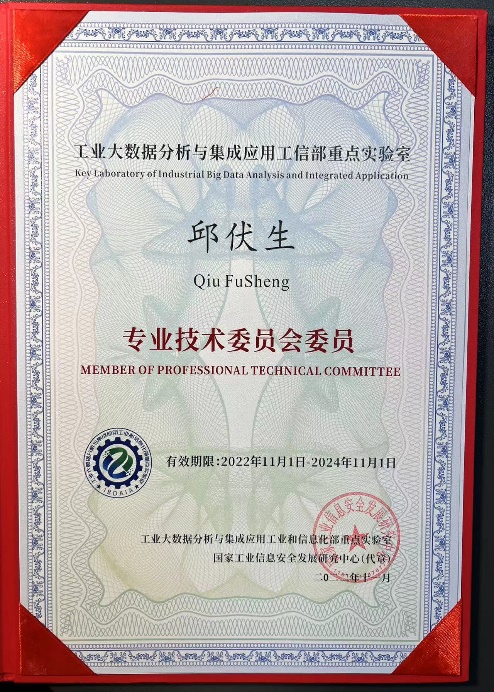 工业大数据分析与集成应用工信部重点实验室
Key Laboratory of Industrial Big Data Analysis and Integrated Application
邱伏生
Qiu FuSheng
专业技术委员会委员
MEMBER OF PROFESSIONAL TECHNICAL COMMITTEE
有效期限:2022年11月1日-2024年11月1日
工业大数据分析与集成应用工业和信息化部重点实验室
国家工业信息安全发展研究中心(代章)